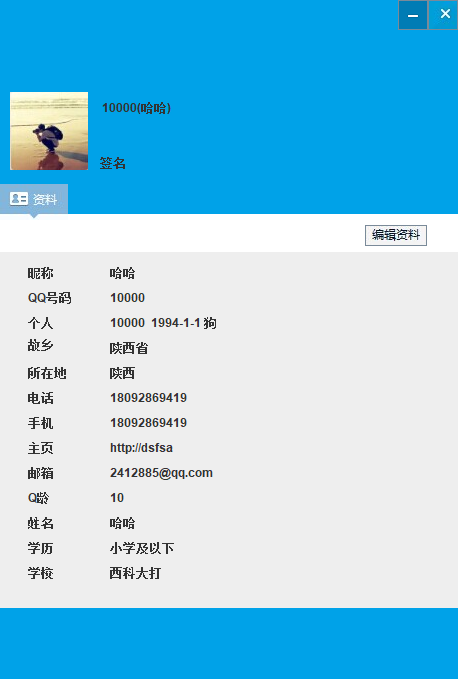 10000(哈哈)
签名
资料
编辑资料
昵称 哈哈
QQ号码 10000
个人 10000 1994-1-1 狗
故乡 陕西省
所在地 陕西
电话 18092869419
手机 18092869419
主页 http://dsfsa
邮箱 2412885@qq.com
Q龄 10
姓名 哈哈
学历 小学及以下
学校 西科大打